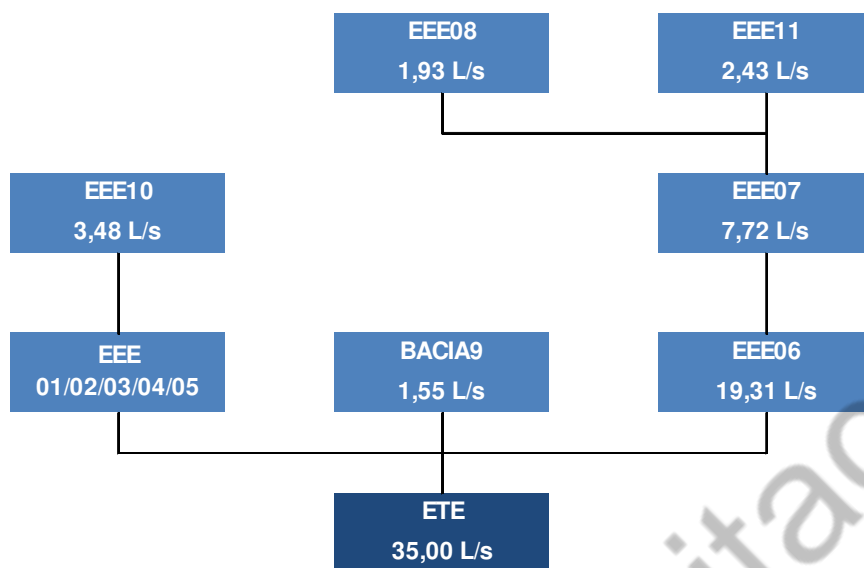 EEE08
1,93 L/s
EEE11
2,43 L/s
EEE10
3,48 L/s
EEE07
7,72 L/s
EEE
01/02/03/04/05
BACIA9
1,55 L/s
EEE06
19,31 L/s
ETE
35,00 L/s